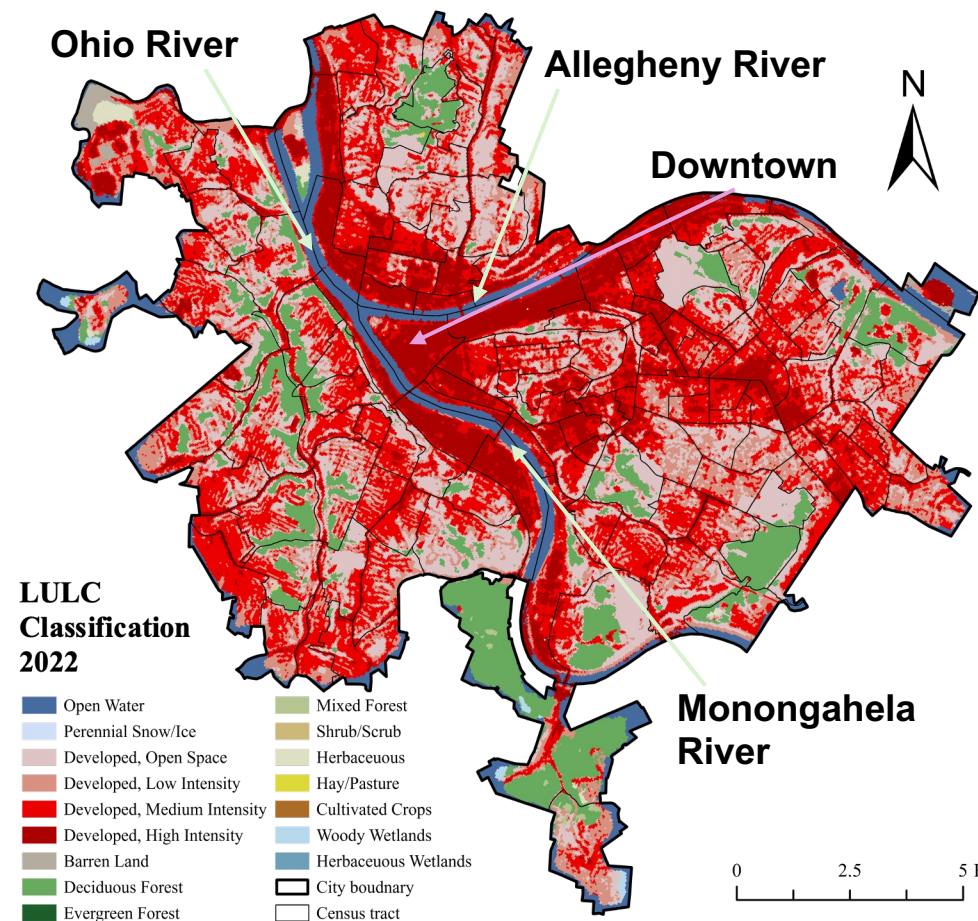 Ohio River
Allegheny River
N
Downtown
LULC
Classification
2022
Open Water
Perennial Snow/Ice
Developed, Open Space
Developed, Low Intensity
Developed, Medium Intensity
Developed, High Intensity
Barren Land
Deciduous Forest
Evergreen Forest
Mixed Forest
Shrub/Scrub
Herbaceous
Hay/Pasture
Cultivated Crops
Woody Wetlands
Herbaceous Wetlands
City boudnary
Census tract
Monongahela
River
0 2.5 5